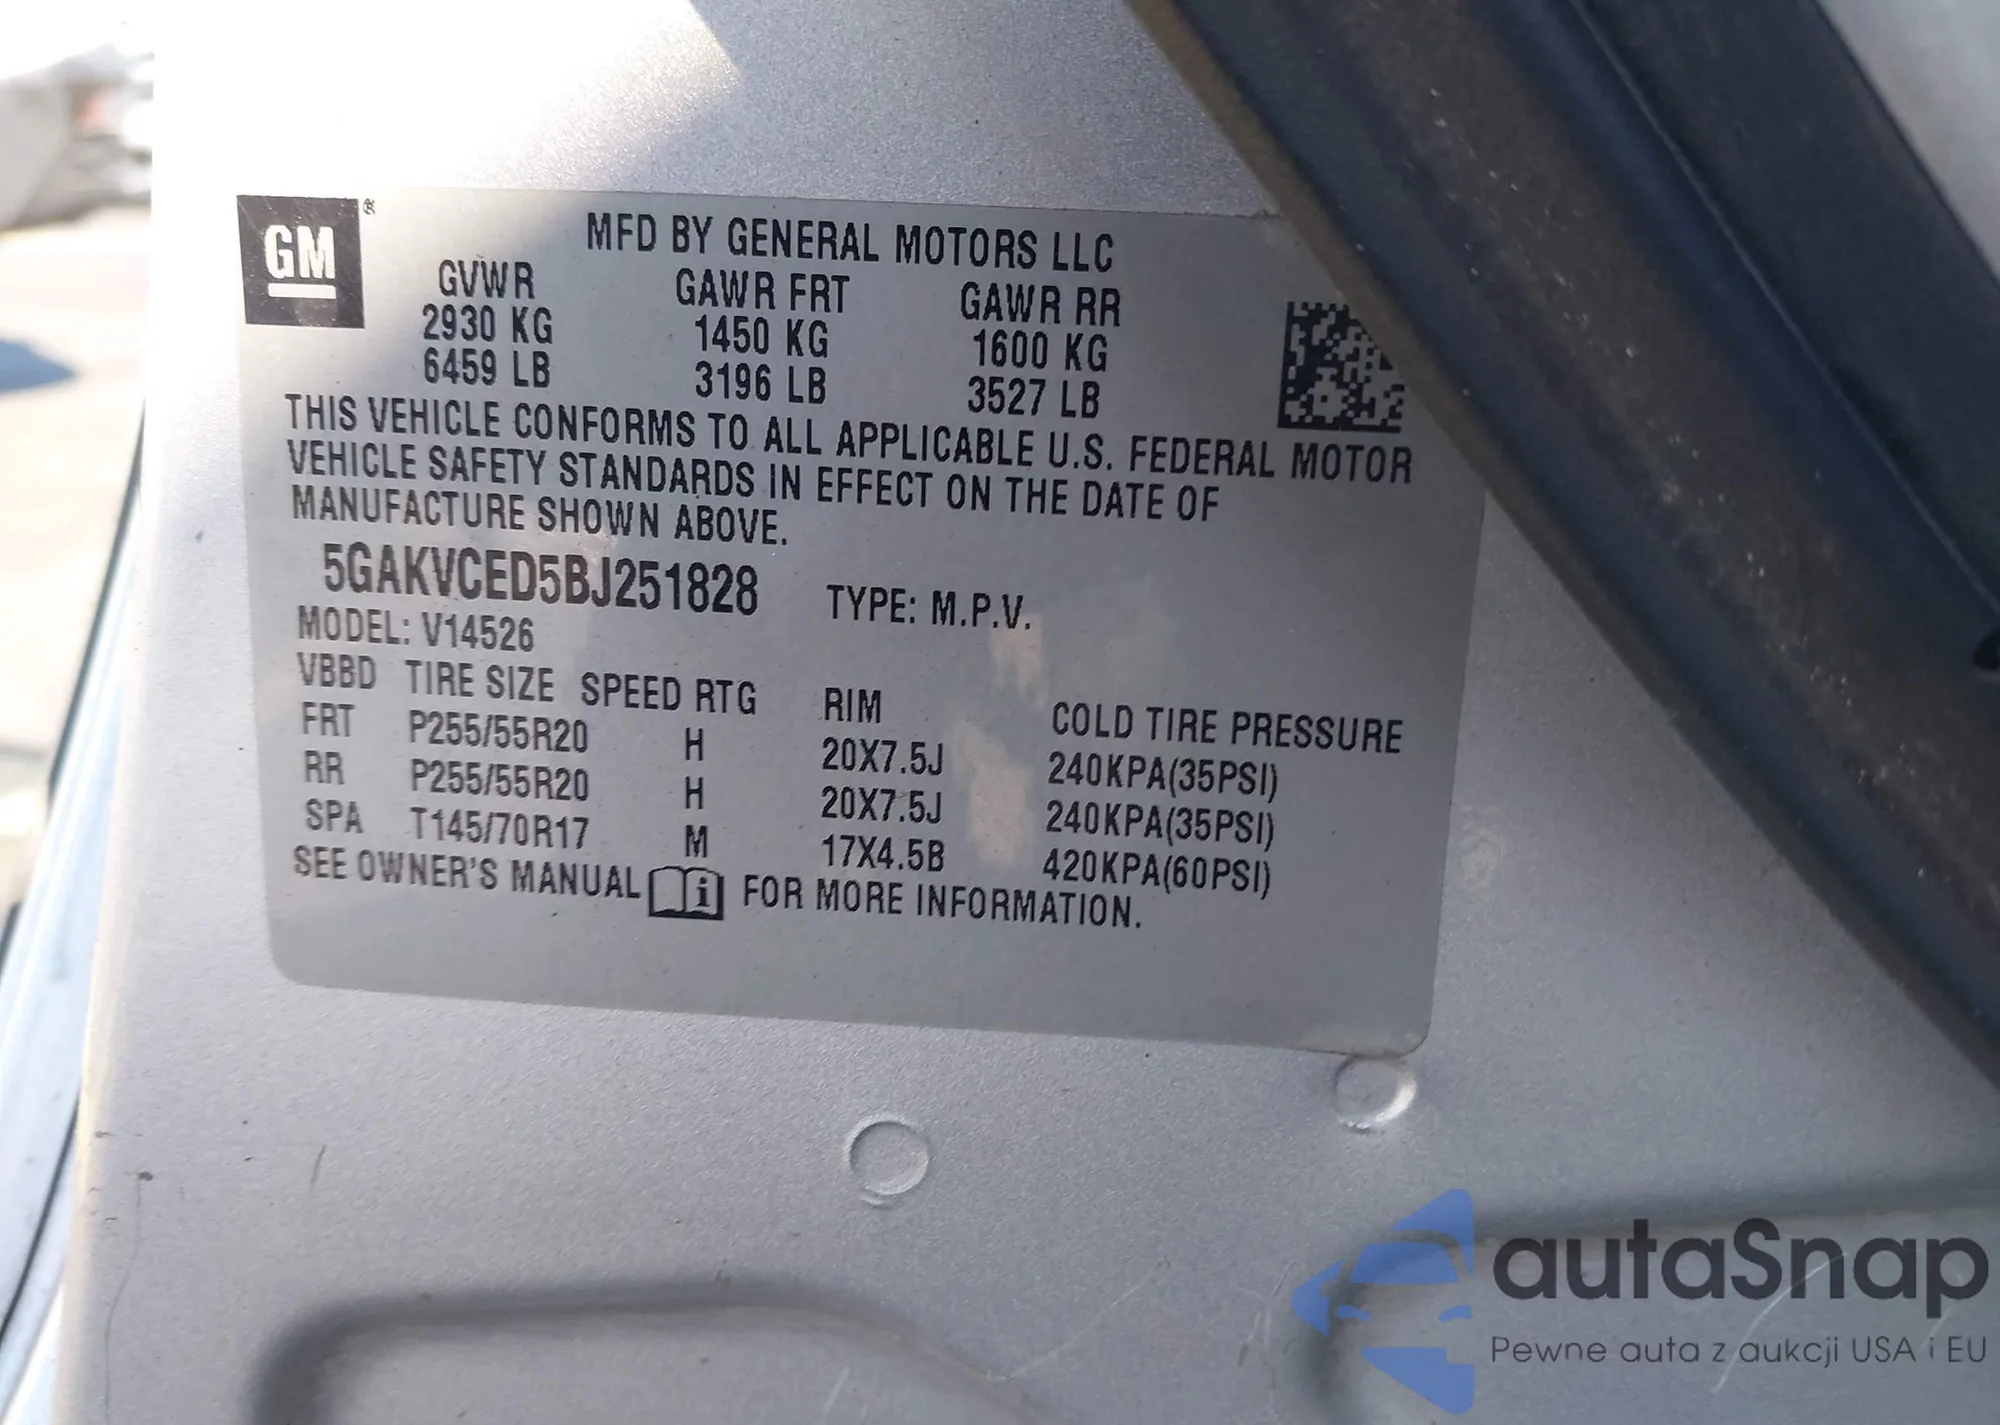 GM ®
MFD BY GENERAL MOTORS LLC
GVWR GAWR FRT GAWR RR
2930 KG 1450 KG 1600 KG
6459 LB 3196 LB 3527 LB
THIS VEHICLE CONFORMS TO ALL APPLICABLE U.S. FEDERAL MOTOR
VEHICLE SAFETY STANDARDS IN EFFECT ON THE DATE OF
MANUFACTURE SHOWN ABOVE.
5GAKVCED5BJ251828 TYPE: M.P.V.
MODEL: V14526
VBBD TIRE SIZE SPEED RTG RIM COLD TIRE PRESSURE
FRT P255/55R20 H 20X7.5J 240KPA(35PSI)
RR P255/55R20 H 20X7.5J 240KPA(35PSI)
SPA T145/70R17 M 17X4.5B 420KPA(60PSI)
SEE OWNER'S MANUAL i FOR MORE INFORMATION.
autaSnap
Pewne auta z aukcji USA i EU